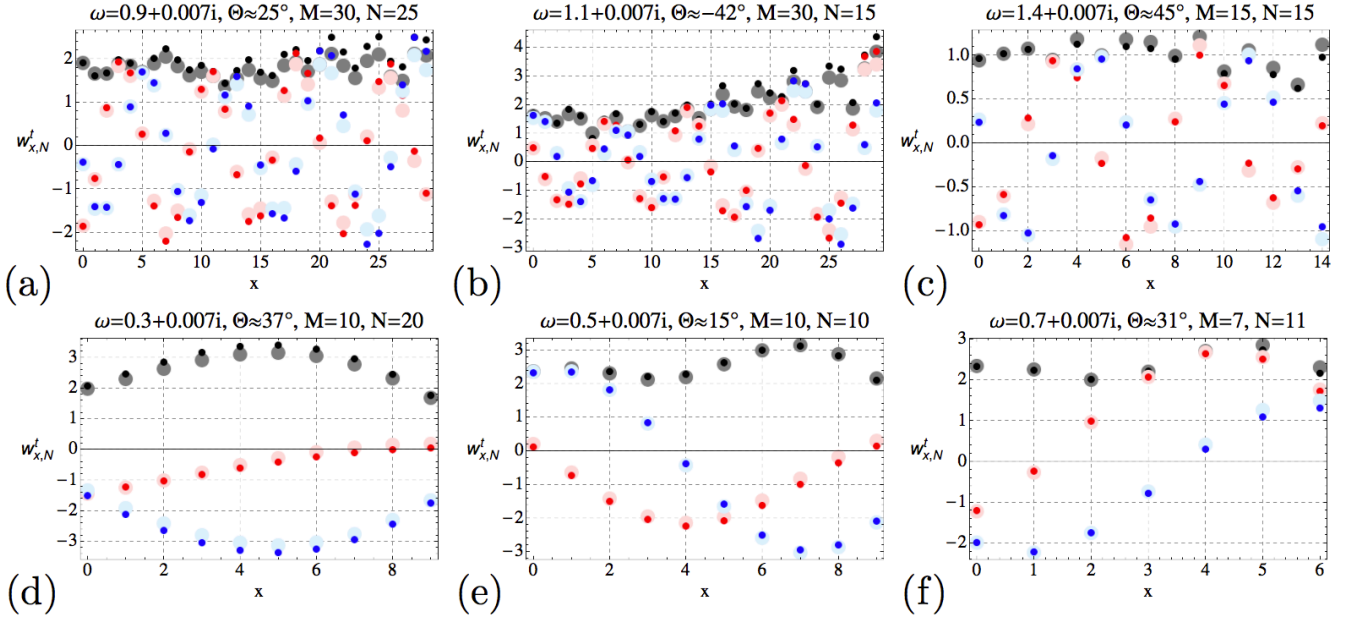 ω=0.9+0.007i, Θ≈25°, M=30, N=25
2
1
0
−1
−2
0 5 10 15 20 25
x
w^t_{x,N}
(a)
ω=1.1+0.007i, Θ≈−42°, M=30, N=15
4
3
2
1
0
−1
−2
−3
0 5 10 15 20 25
x
w^t_{x,N}
(b)
ω=1.4+0.007i, Θ≈45°, M=15, N=15
1.0
0.5
0.0
−0.5
−1.0
0 2 4 6 8 10 12 14
x
w^t_{x,N}
(c)
ω=0.3+0.007i, Θ≈37°, M=10, N=20
3
2
1
0
−1
−2
−3
0 2 4 6 8
x
w^t_{x,N}
(d)
ω=0.5+0.007i, Θ≈15°, M=10, N=10
3
2
1
0
−1
−2
−3
0 2 4 6 8
x
w^t_{x,N}
(e)
ω=0.7+0.007i, Θ≈31°, M=7, N=11
2
1
0
−1
−2
0 1 2 3 4 5 6
x
w^t_{x,N}
(f)